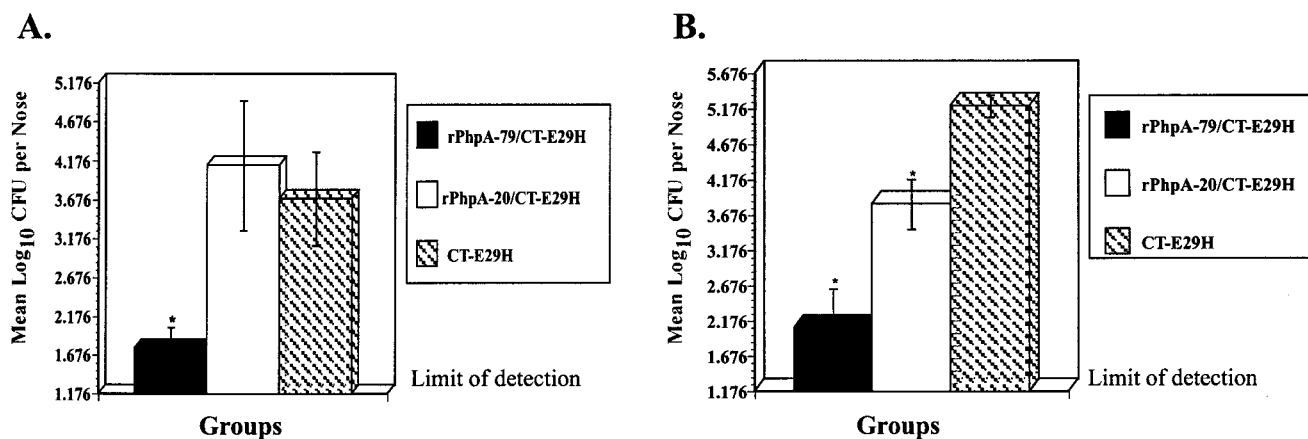 A.
Mean Log10 CFU per Nose
5.176
4.676
4.176
3.676
3.176
2.676
2.176
1.676
1.176
*
Groups
rPhpA-79/CT-E29H
rPhpA-20/CT-E29H
CT-E29H
Limit of detection
B.
Mean Log10 CFU per Nose
5.676
5.176
4.676
4.176
3.676
3.176
2.676
2.176
1.676
1.176
*
*
Groups
rPhpA-79/CT-E29H
rPhpA-20/CT-E29H
CT-E29H
Limit of detection